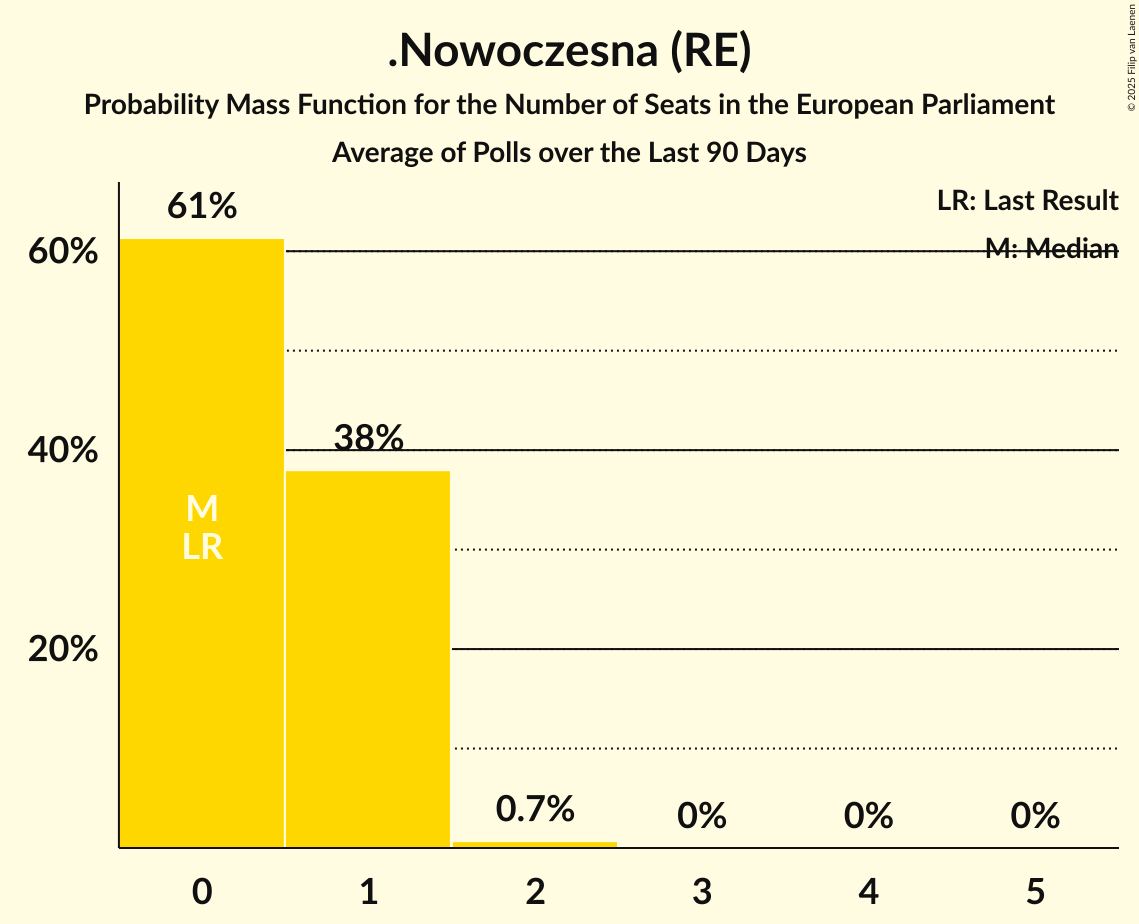 .Nowoczesna (RE)
Probability Mass Function for the Number of Seats in the European Parliament
Average of Polls over the Last 90 Days
© 2025 Filip van Laenen
LR: Last Result
M: Median
61%
60%
38%
40%
M
LR
20%
0.7%
0%
0%
0%
0
1
2
3
4
5